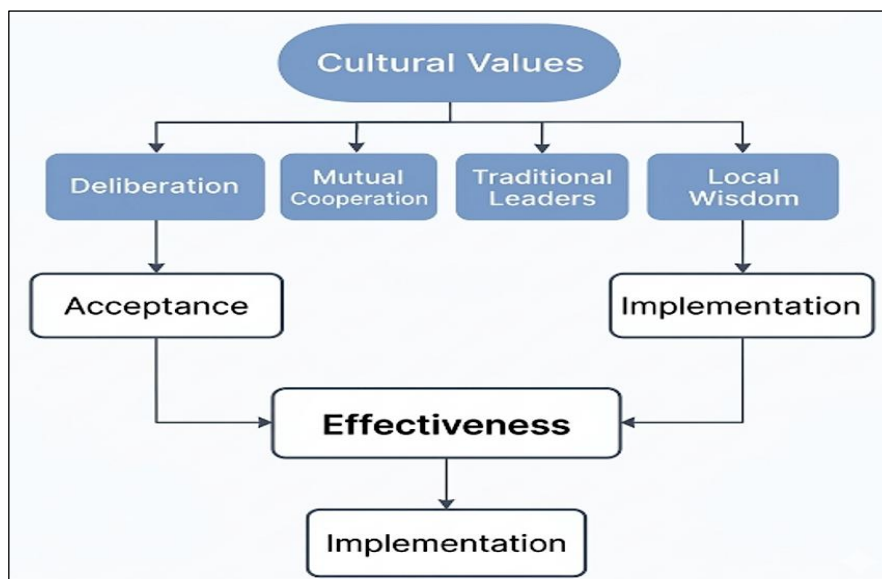 Cultural Values
Deliberation
Mutual
Cooperation
Traditional
Leaders
Local
Wisdom
Acceptance
Implementation
Effectiveness
Implementation